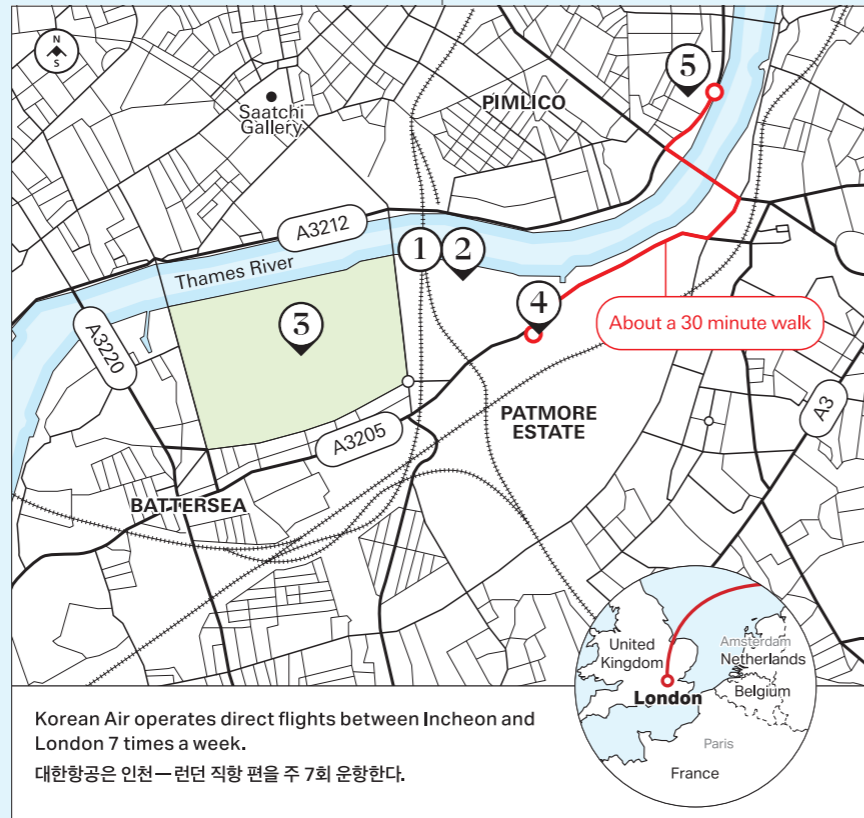 N
S
5
PIMLICO
Saatchi
Gallery
A3212
1
2
Thames River
4
3
About a 30 minute walk
A3220
A3
PATMORE
ESTATE
A3205
BATTERSEA
United
Kingdom
Amsterdam
Netherlands
London
Belgium
Paris
France
Korean Air operates direct flights between Incheon and
London 7 times a week.
대한항공은 인천—런던 직항 편을 주 7회 운항한다.